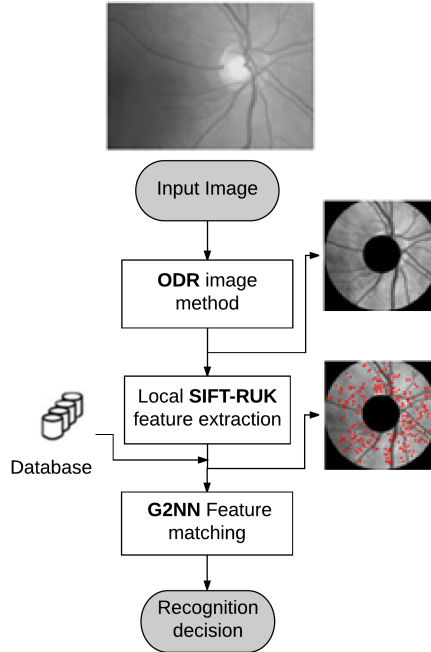 Input Image
ODR image
method
Local SIFT-RUK
feature extraction
Database
G2NN Feature
matching
Recognition
decision